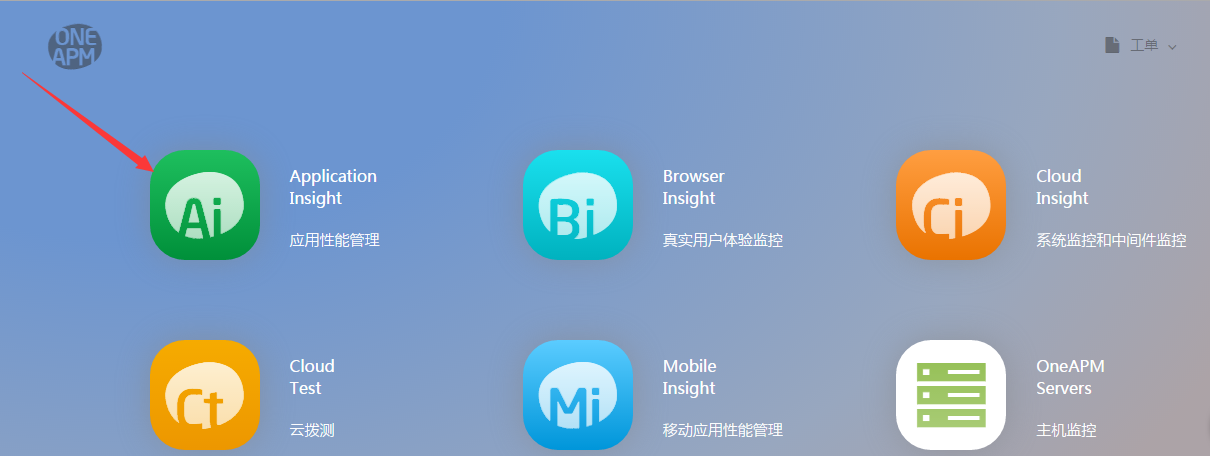 ONE
APM
工单
Ai
Application
Insight
应用性能管理
Bi
Browser
Insight
真实用户体验监控
Ci
Cloud
Insight
系统监控和中间件监控
Ct
Cloud
Test
云拨测
Mi
Mobile
Insight
移动应用性能管理
OneAPM
Servers
主机监控